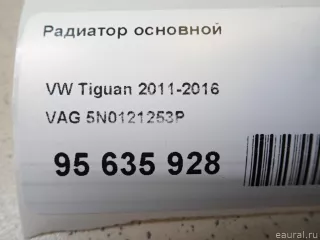 Радиатор основной
VW Tiguan 2011-2016
VAG 5N0121253P
95 635 928
eaural.ru